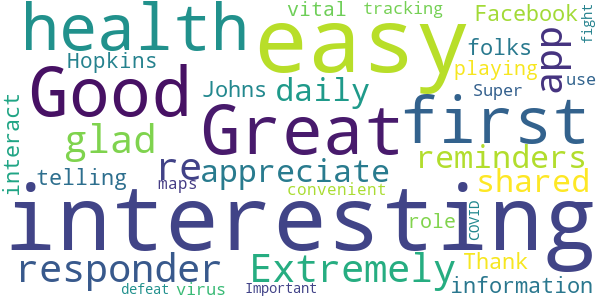 vital tracking
health easy Facebook fight
Hopkins folks app
Good playing
Johns daily Super use
Great first
glad
interact
re appreciate reminders
telling maps convenient shared
interesting
role COVID
responder Extremely Thank
information
defeat virus Important